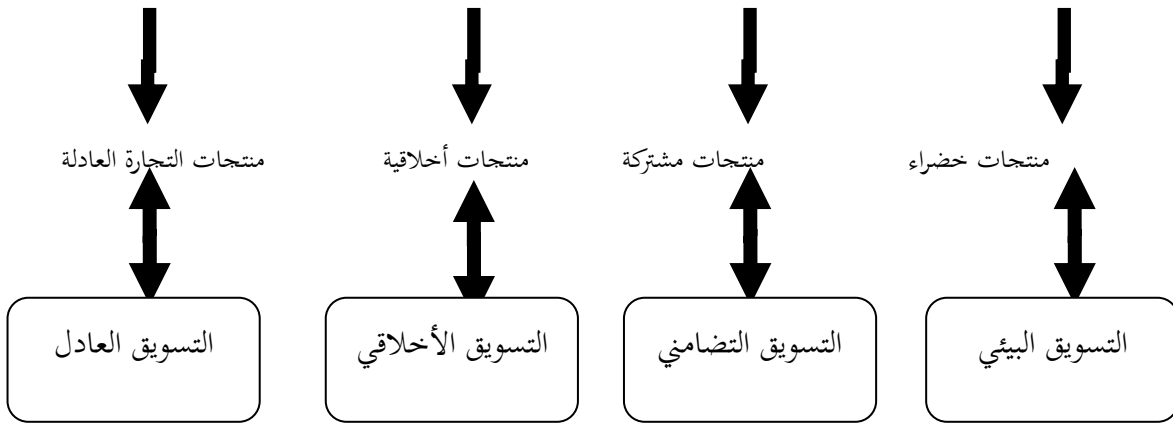 منتجات خضراء
منتجات مشتركة
منتجات أخلاقية
منتجات التجارة العادلة
التسويق البيئي
التسويق التضامني
التسويق الأخلاقي
التسويق العادل